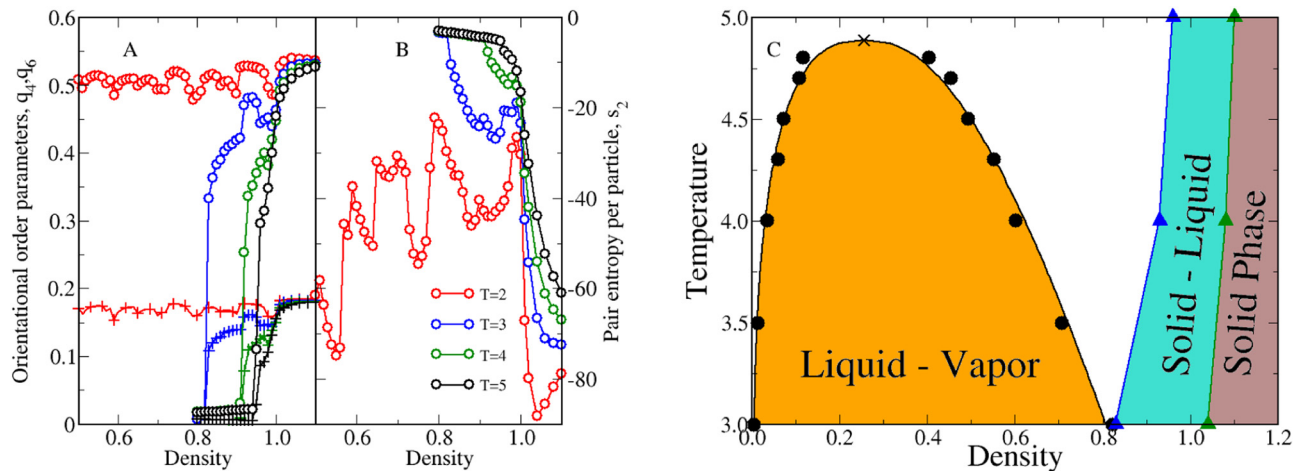 0.6
0.5
0.4
0.3
0.2
0.1
0
Orientational order parameters, q4,q6
A
0.6
0.8
1.0
Density
B
T=2
T=3
T=4
T=5
0.6
0.8
1.0
Density
0
-20
-40
-60
-80
Pair entropy per particle, s2
5.0
4.5
4.0
3.5
3.0
Temperature
C
Liquid - Vapor
Solid - Liquid
Solid Phase
0.0
0.2
0.4
0.6
0.8
1.0
1.2
Density